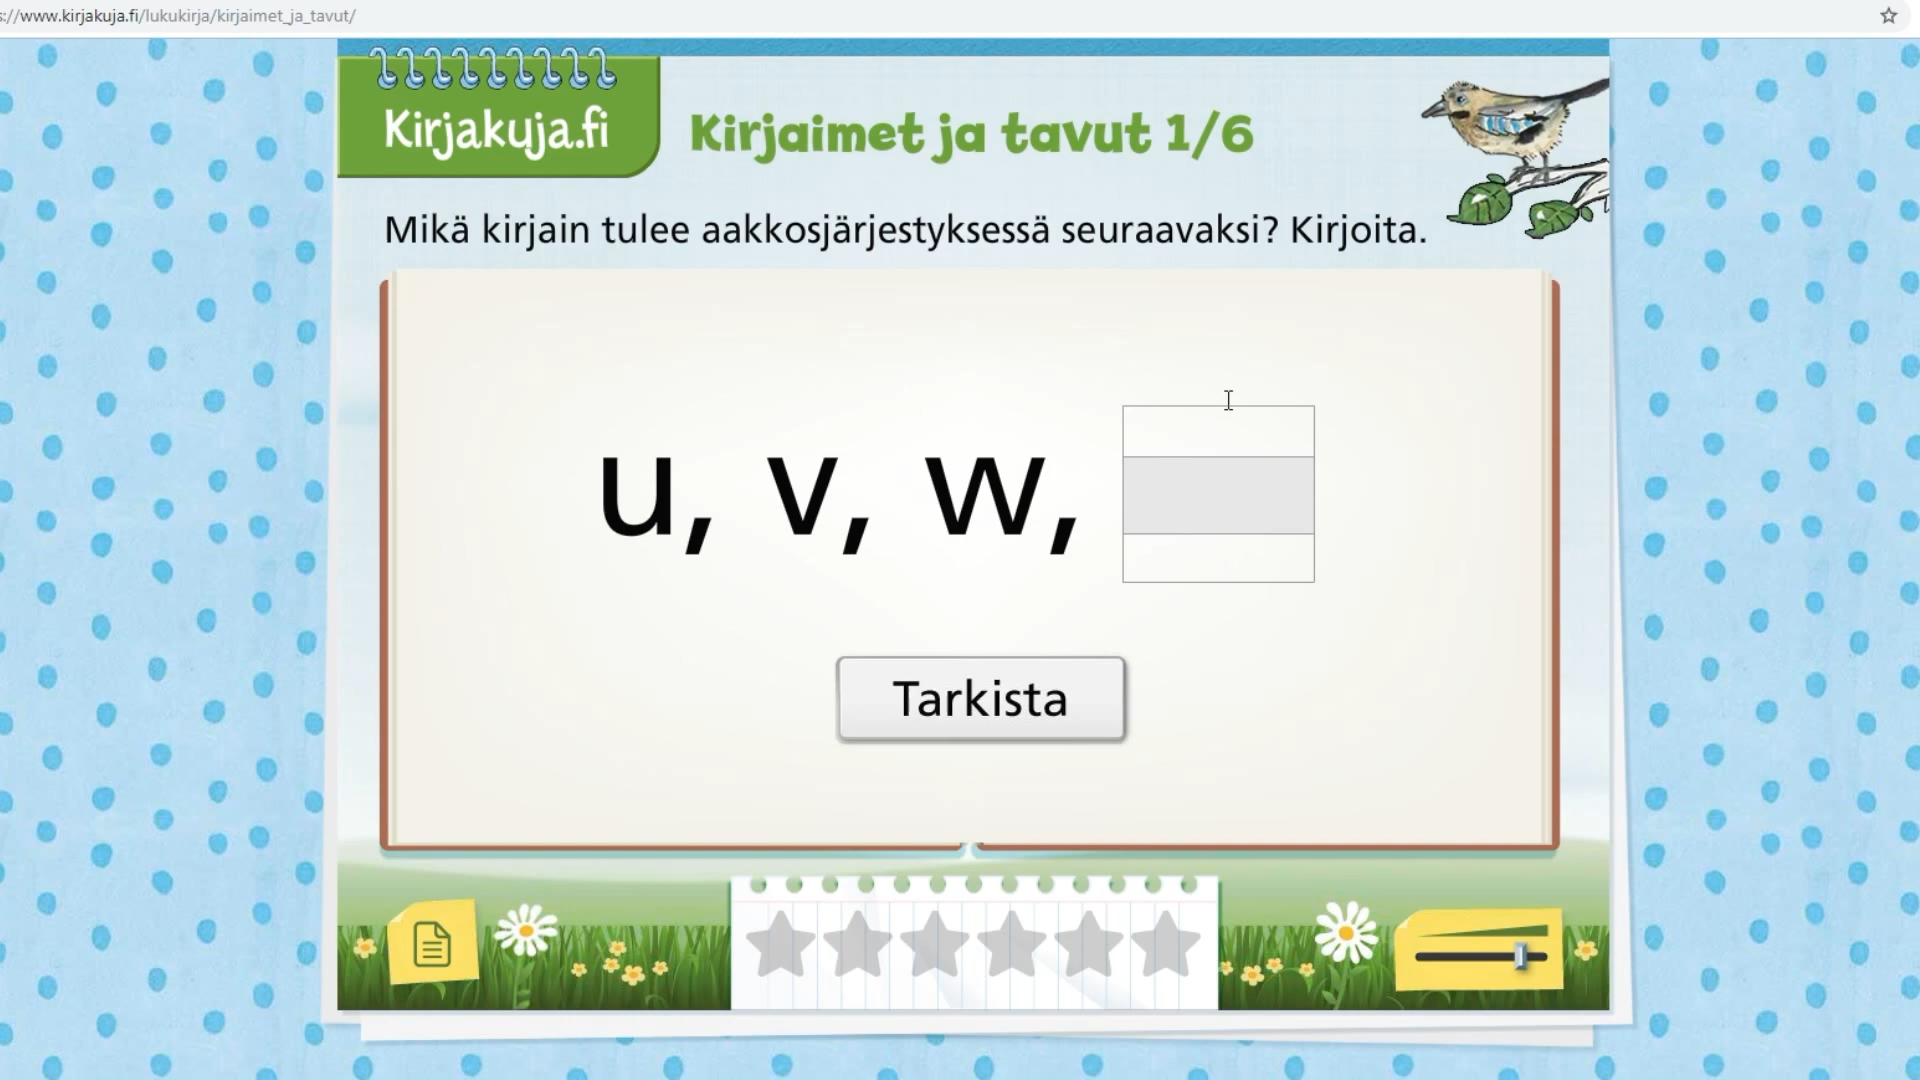 s://www.kirjakuja.fi/lukukirja/kirjaimet_ja_tavut/
Kirjakuja.fi
Kirjaimet ja tavut 1/6
Mikä kirjain tulee aakkosjärjestyksessä seuraavaksi? Kirjoita.
u, v, w,
Tarkista